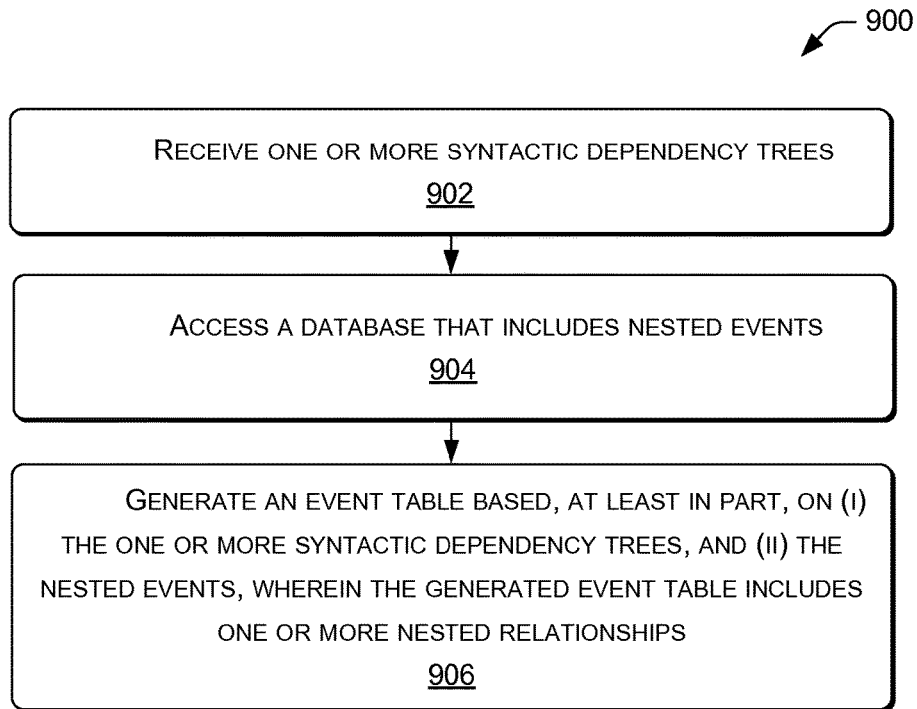 900
RECEIVE ONE OR MORE SYNTACTIC DEPENDENCY TREES
902
ACCESS A DATABASE THAT INCLUDES NESTED EVENTS
904
GENERATE AN EVENT TABLE BASED, AT LEAST IN PART, ON (I)
THE ONE OR MORE SYNTACTIC DEPENDENCY TREES, AND (II) THE
NESTED EVENTS, WHEREIN THE GENERATED EVENT TABLE INCLUDES
ONE OR MORE NESTED RELATIONSHIPS
906